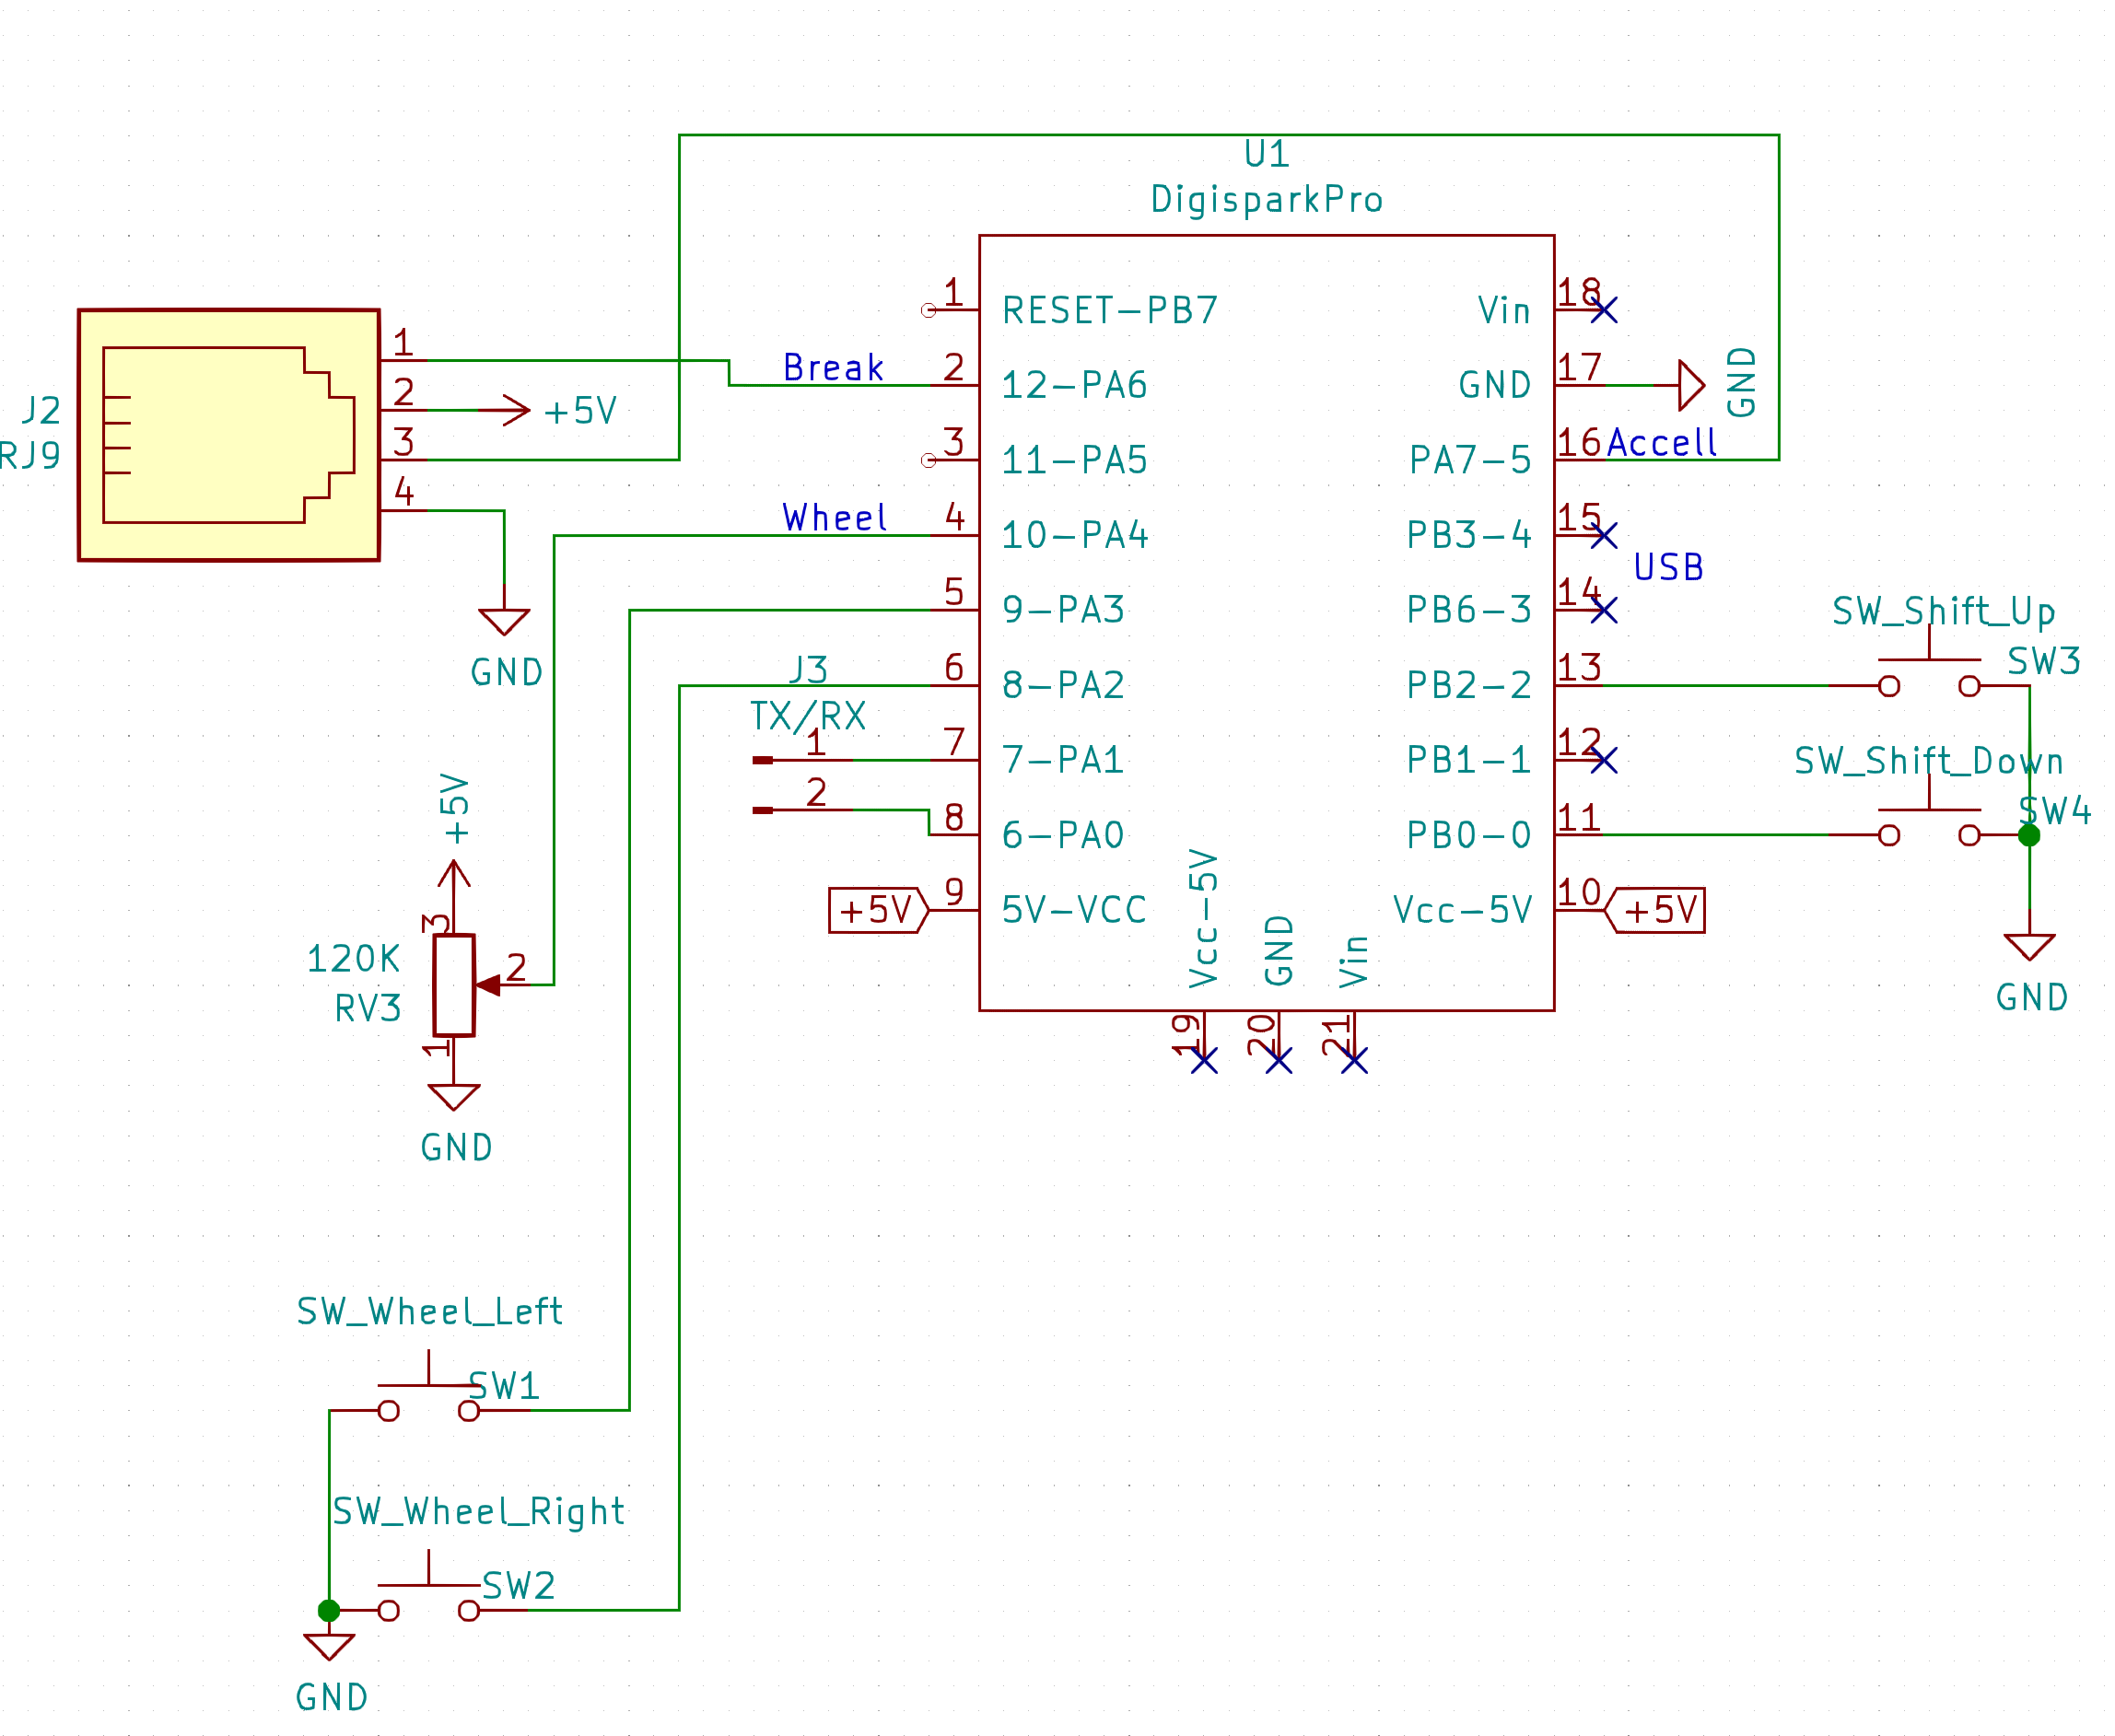 U1
DigisparkPro
J2
RJ9
1
2
3
4
+5V
GND
Break
Wheel
1
2
3
4
5
6
7
8
9
RESET-PB7
12-PA6
11-PA5
10-PA4
9-PA3
8-PA2
7-PA1
6-PA0
5V-VCC
Vin
GND
PA7-5
PB3-4
PB6-3
PB2-2
PB1-1
PB0-0
Vcc-5V
18
17
16
15
14
13
12
11
10
GND
Accell
USB
SW_Shift_Up
SW3
SW_Shift_Down
SW4
GND
J3
TX/RX
1
2
+5V
+5V
Vcc-5V
GND
Vin
19
20
21
+5V
3
120K
RV3
2
1
GND
SW_Wheel_Left
SW1
SW_Wheel_Right
SW2
GND